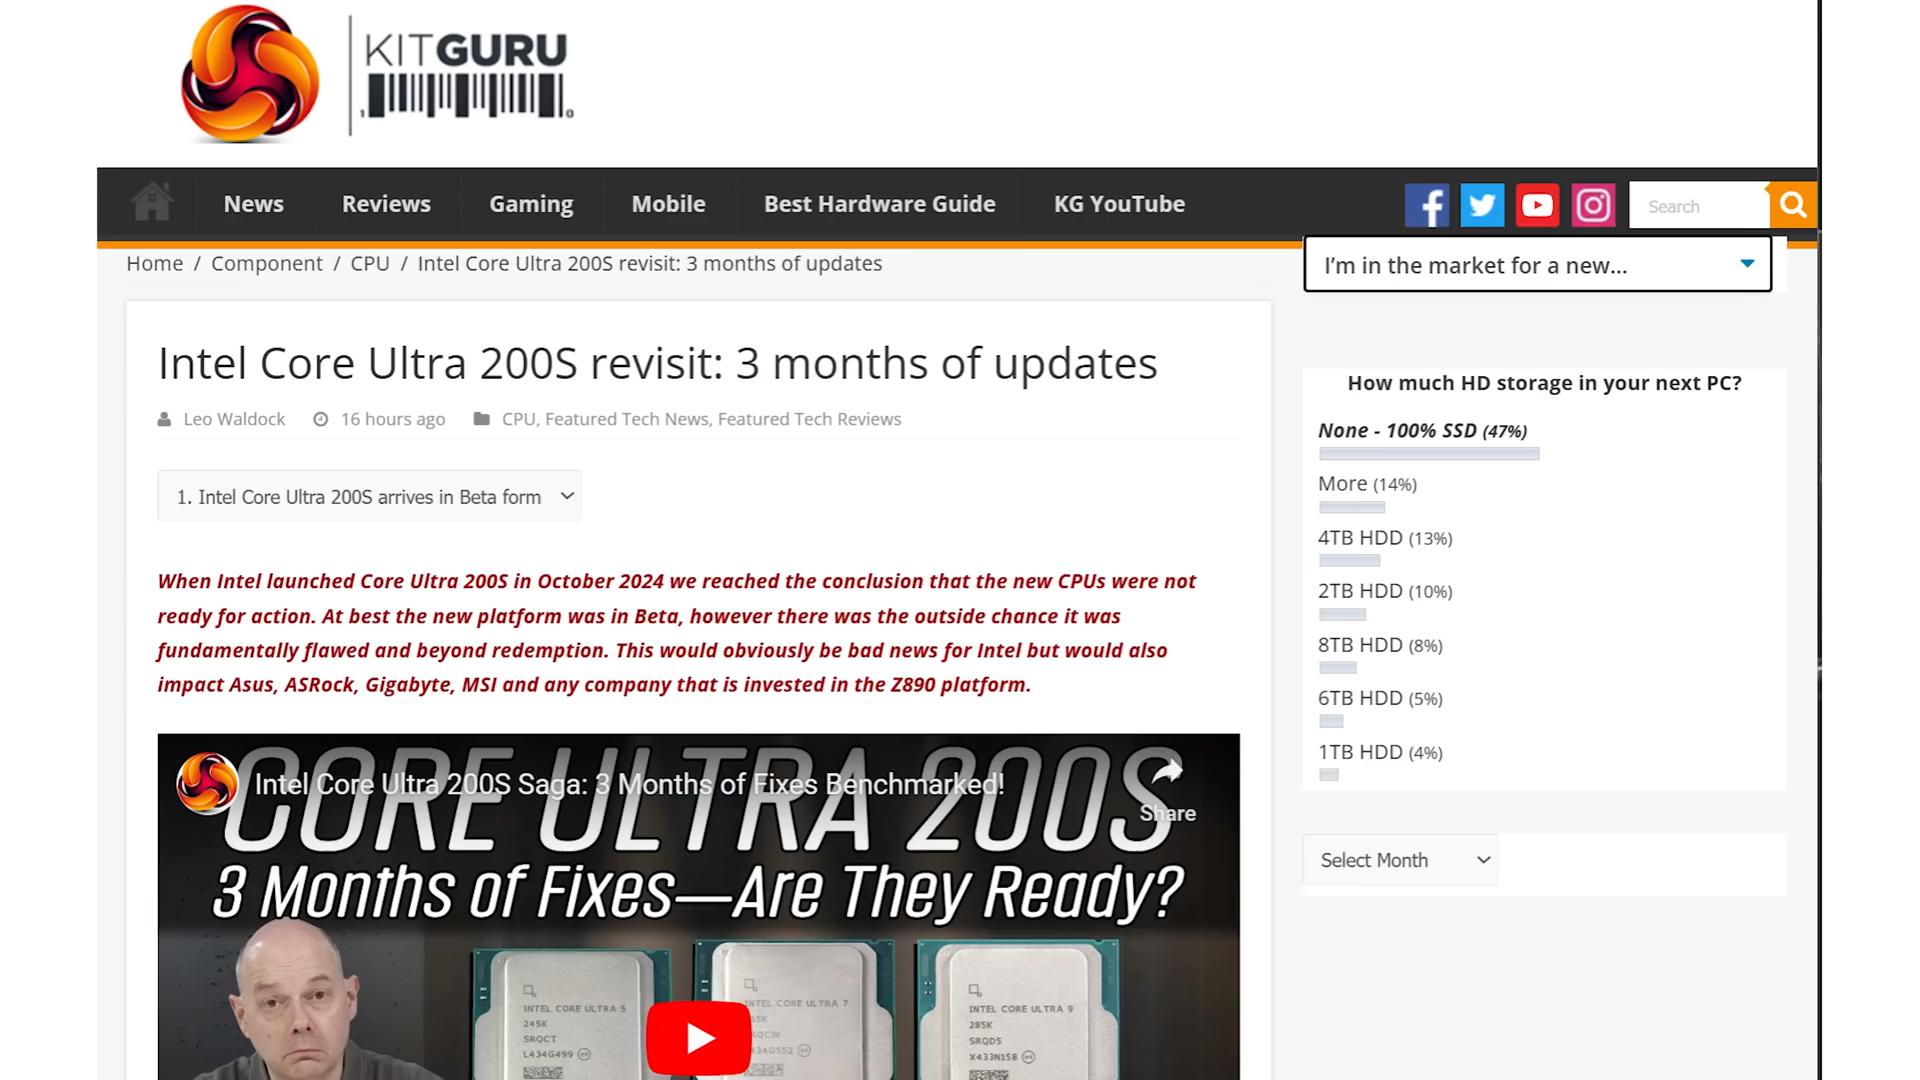 KITGURU
News
Reviews
Gaming
Mobile
Best Hardware Guide
KG YouTube
Search
Home / Component / CPU / Intel Core Ultra 200S revisit: 3 months of updates
I’m in the market for a new...
Intel Core Ultra 200S revisit: 3 months of updates
Leo Waldock
16 hours ago
CPU, Featured Tech News, Featured Tech Reviews
1. Intel Core Ultra 200S arrives in Beta form
When Intel launched Core Ultra 200S in October 2024 we reached the conclusion that the new CPUs were not
ready for action. At best the new platform was in Beta, however there was the outside chance it was
fundamentally flawed and beyond redemption. This would obviously be bad news for Intel but would also
impact Asus, ASRock, Gigabyte, MSI and any company that is invested in the Z890 platform.
Intel Core Ultra 200S Saga: 3 Months of Fixes Benchmarked!
Share
CORE ULTRA 200S
3 Months of Fixes—Are They Ready?
INTEL CORE ULTRA 5
245K
SRQCT
L434G499
INTEL CORE ULTRA 7
INTEL CORE ULTRA 9
285K
SRQD5
X433N158
How much HD storage in your next PC?
None - 100% SSD (47%)
More (14%)
4TB HDD (13%)
2TB HDD (10%)
8TB HDD (8%)
6TB HDD (5%)
1TB HDD (4%)
Select Month